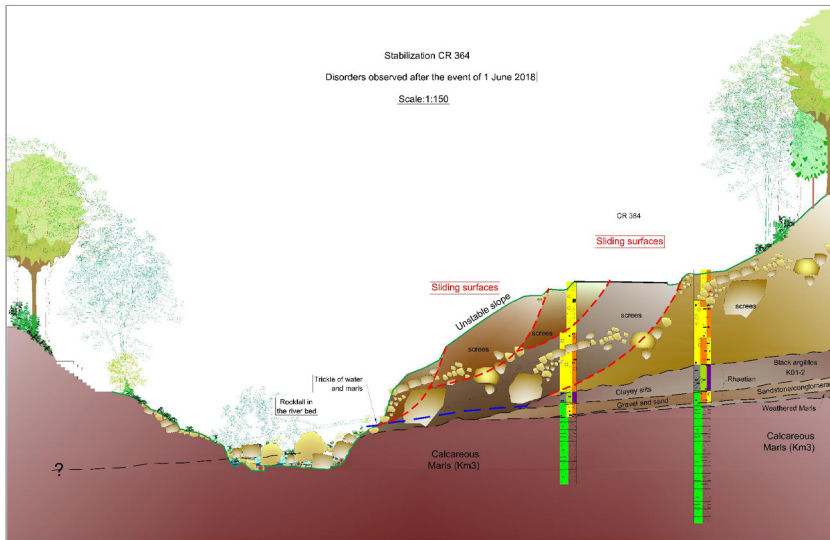 Stabilization CR 364
Disorders observed after the event of 1 June 2018
Scale:1:150
CR 364
Sliding surfaces
Sliding surfaces
Unstable slope
screes
screes
screes
screes
Trickle of water
and marls
Rockfall in
the river bed
Black argilites
K01-2
Rhaetian
Clayey silts
Sandstone/conglomera
Gravel and sand
Weathered Marls
Calcareous
Marls (Km3)
Calcareous
Marls (Km3)
?